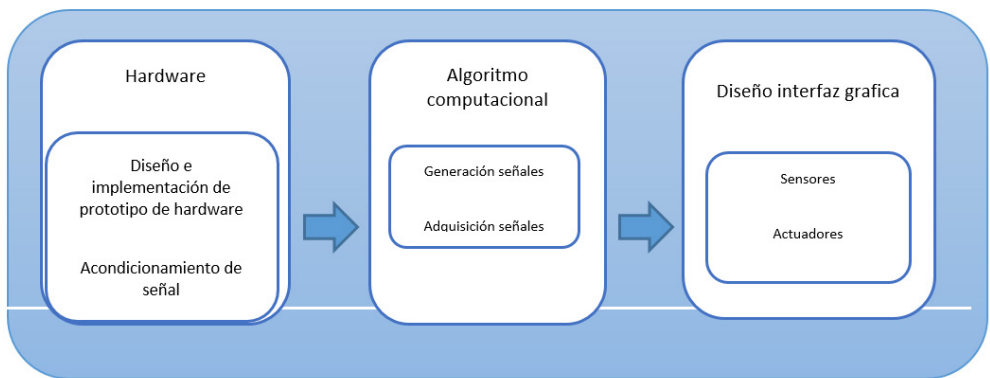 Hardware
Diseño e
implementación de
prototipo de hardware
Acondicionamiento de
señal
Algoritmo
computacional
Generación señales
Adquisición señales
Diseño interfaz grafica
Sensores
Actuadores